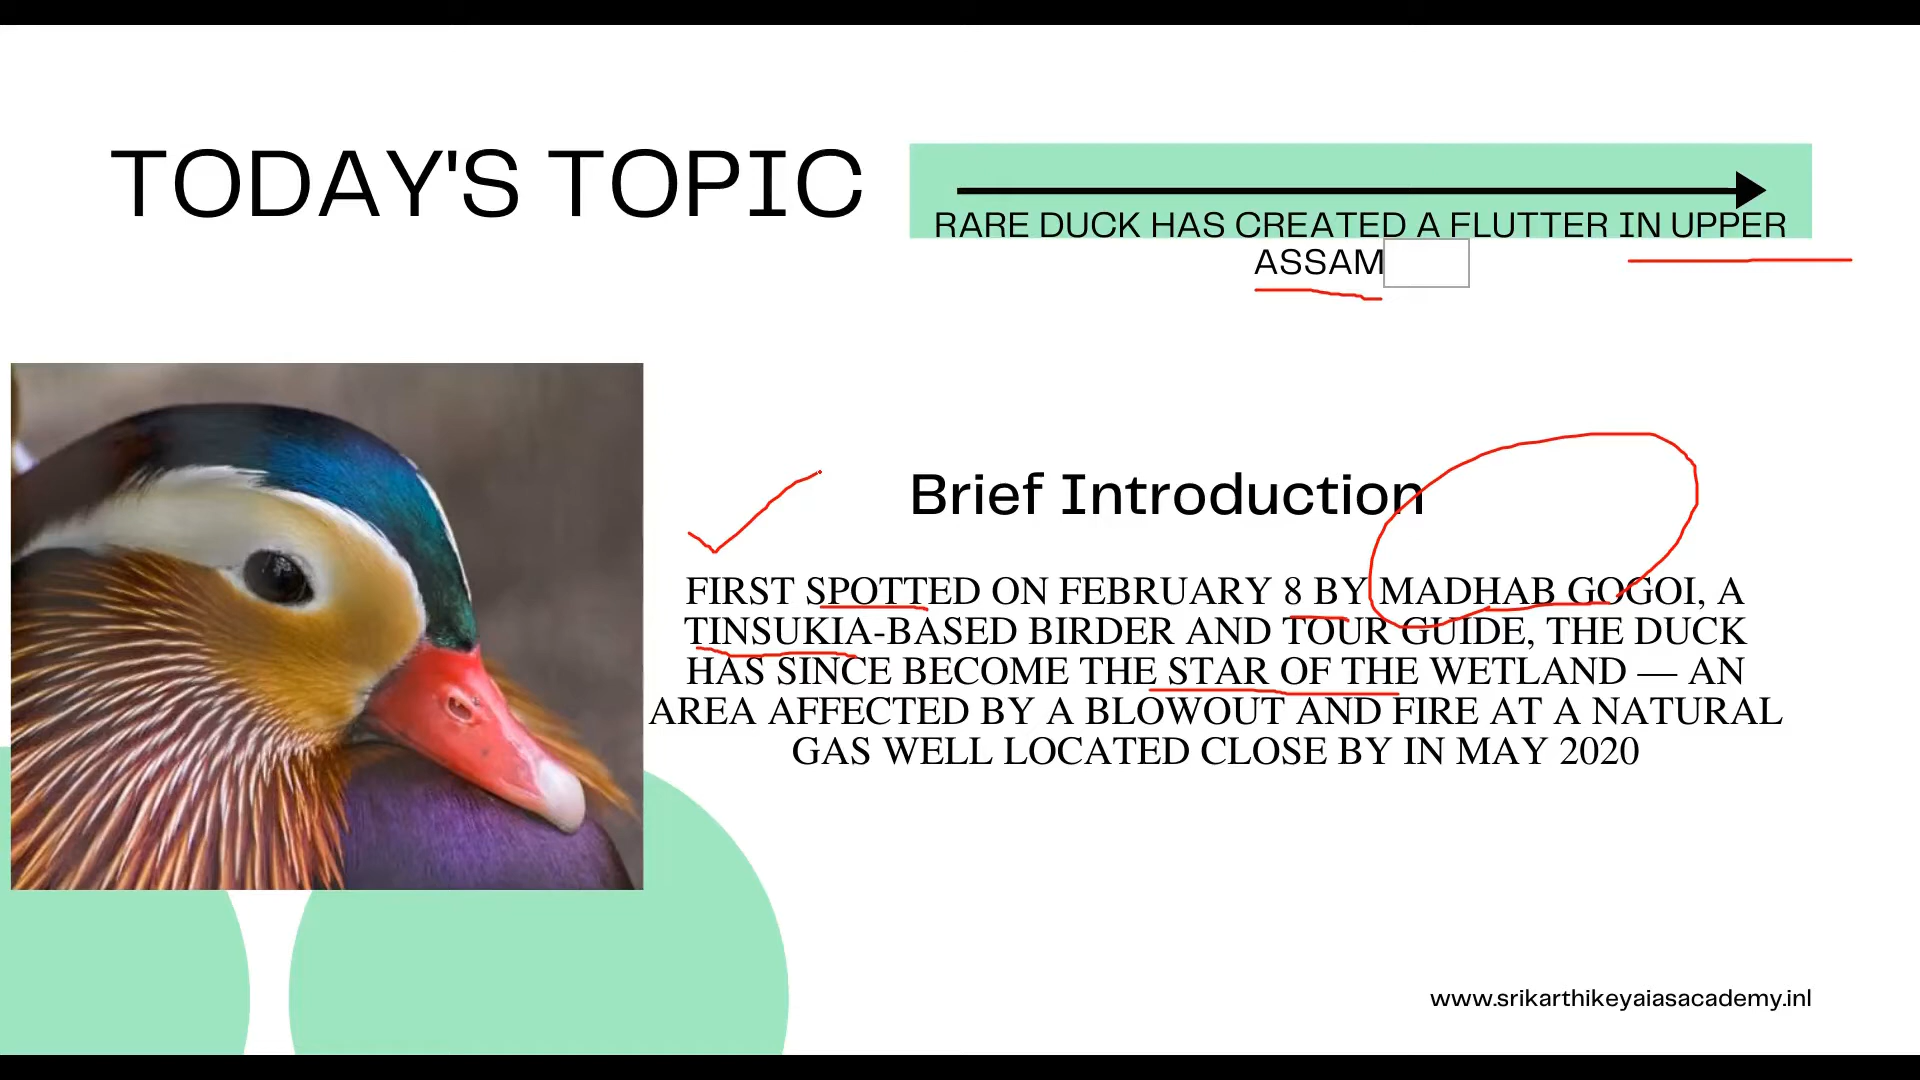 TODAY'S TOPIC
RARE DUCK HAS CREATED A FLUTTER IN UPPER
ASSAM
Brief Introduction
FIRST SPOTTED ON FEBRUARY 8 BY MADHAB GOGOI, A
TINSUKIA-BASED BIRDER AND TOUR GUIDE, THE DUCK
HAS SINCE BECOME THE STAR OF THE WETLAND — AN
AREA AFFECTED BY A BLOWOUT AND FIRE AT A NATURAL
GAS WELL LOCATED CLOSE BY IN MAY 2020
www.srikarthikeyaiasacademy.inl